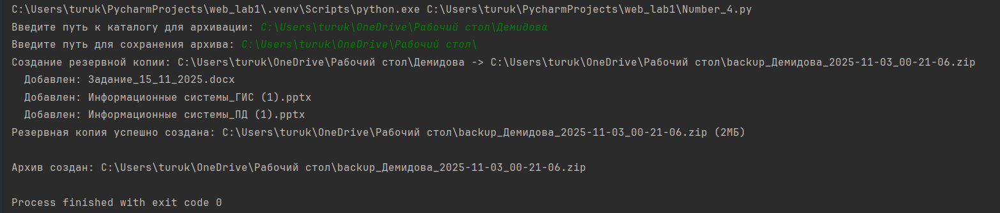 C:\Users\turuk\PycharmProjects\web_lab1\.venv\Scripts\python.exe C:\Users\turuk\PycharmProjects\web_lab1\Number_4.py
Введите путь к каталогу для архивации: C:\Users\turuk\OneDrive\Рабочий стол\Демидова
Введите путь для сохранения архива: C:\Users\turuk\OneDrive\Рабочий стол\
Создание резервной копии: C:\Users\turuk\OneDrive\Рабочий стол\Демидова -> C:\Users\turuk\OneDrive\Рабочий стол\backup_Демидова_2025-11-03_00-21-06.zip
  Добавлен: Задание_15_11_2025.docx
  Добавлен: Информационные системы_ГИС (1).pptx
  Добавлен: Информационные системы_ПД (1).pptx
Резервная копия успешно создана: C:\Users\turuk\OneDrive\Рабочий стол\backup_Демидова_2025-11-03_00-21-06.zip (2МБ)
Архив создан: C:\Users\turuk\OneDrive\Рабочий стол\backup_Демидова_2025-11-03_00-21-06.zip
Process finished with exit code 0